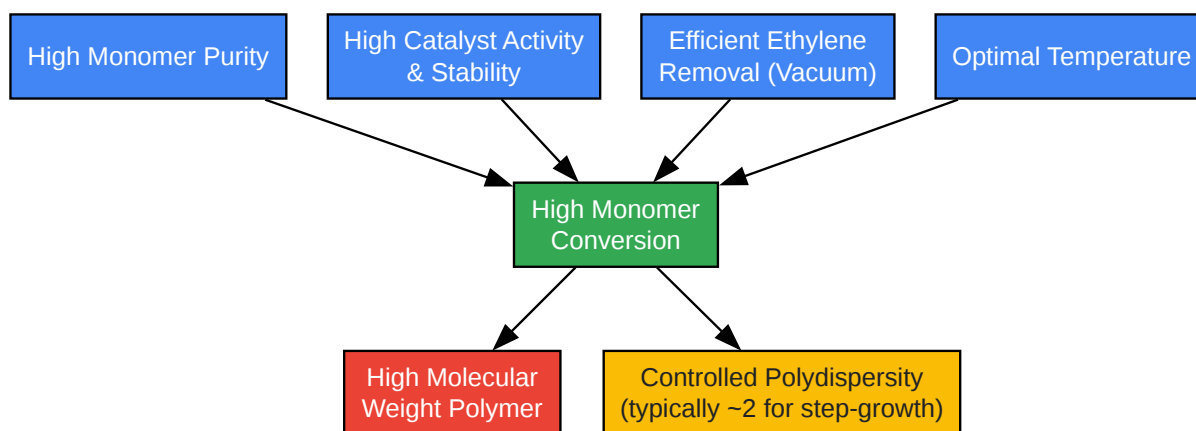 High Monomer Purity
High Catalyst Activity
& Stability
Efficient Ethylene
Removal (Vacuum)
Optimal Temperature
High Monomer
Conversion
High Molecular
Weight Polymer
Controlled Polydispersity
(typically ~2 for step-growth)